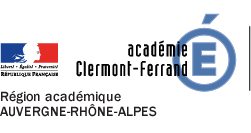 académie
Clermont-Ferrand
É
Liberté • Égalité • Fraternité
RÉPUBLIQUE FRANÇAISE
Région académique
AUVERGNE-RHÔNE-ALPES